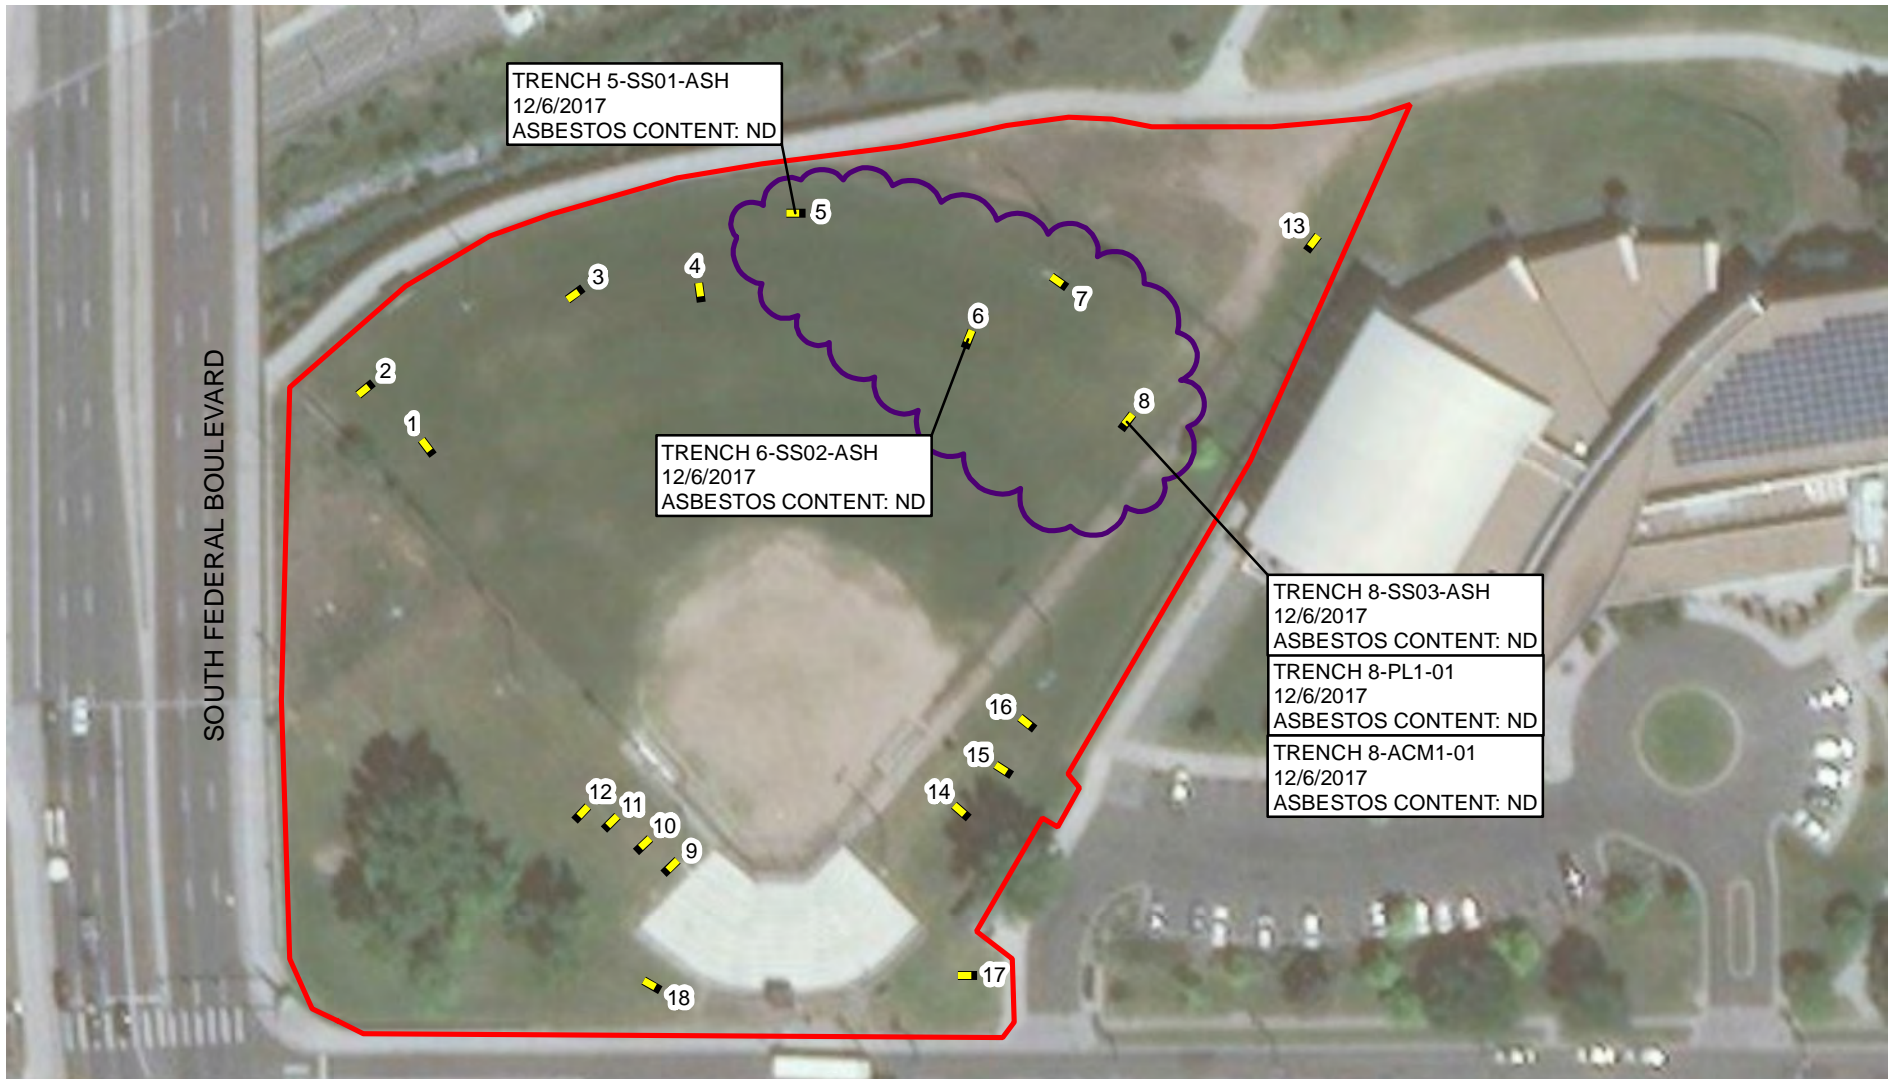 TRENCH 5-SS01-ASH
12/6/2017
ASBESTOS CONTENT: ND
5
13
3
4
7
6
2
8
1
TRENCH 6-SS02-ASH
12/6/2017
ASBESTOS CONTENT: ND
SOUTH FEDERAL BOULEVARD
TRENCH 8-SS03-ASH
12/6/2017
ASBESTOS CONTENT: ND
TRENCH 8-PL1-01
12/6/2017
ASBESTOS CONTENT: ND
TRENCH 8-ACM1-01
12/6/2017
ASBESTOS CONTENT: ND
16
15
14
12
11
10
9
17
18